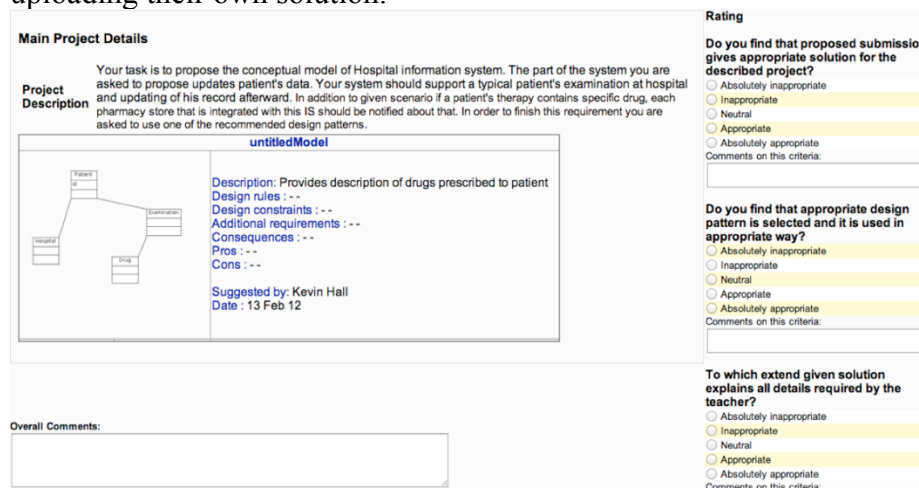 uploading their own solution.
Main Project Details
Project Description
Your task is to propose the conceptual model of Hospital information system. The part of the system you are
asked to propose updates patient's data. Your system should support a typical patient's examination at hospital
and updating of his record afterward. In addition to given scenario if a patient's therapy contains specific drug, each
pharmacy store that is integrated with this IS should be notified about that. In order to finish this requirement you are
asked to use one of the recommended design patterns.
untitledModel
Patient
id
Examination
Hospital
Drug
Description: Provides description of drugs prescribed to patient
Design rules : - -
Design constraints : - -
Additional requirements : - -
Consequences : - -
Pros : - -
Cons : - -
Suggested by: Kevin Hall
Date : 13 Feb 12
Overall Comments:
Rating
Do you find that proposed submissio
gives appropriate solution for the
described project?
Absolutely inappropriate
Inappropriate
Neutral
Appropriate
Absolutely appropriate
Comments on this criteria:
Do you find that appropriate design
pattern is selected and it is used in
appropriate way?
Absolutely inappropriate
Inappropriate
Neutral
Appropriate
Absolutely appropriate
Comments on this criteria:
To which extend given solution
explains all details required by the
teacher?
Absolutely inappropriate
Inappropriate
Neutral
Appropriate
Absolutely appropriate
Comments on this criteria: